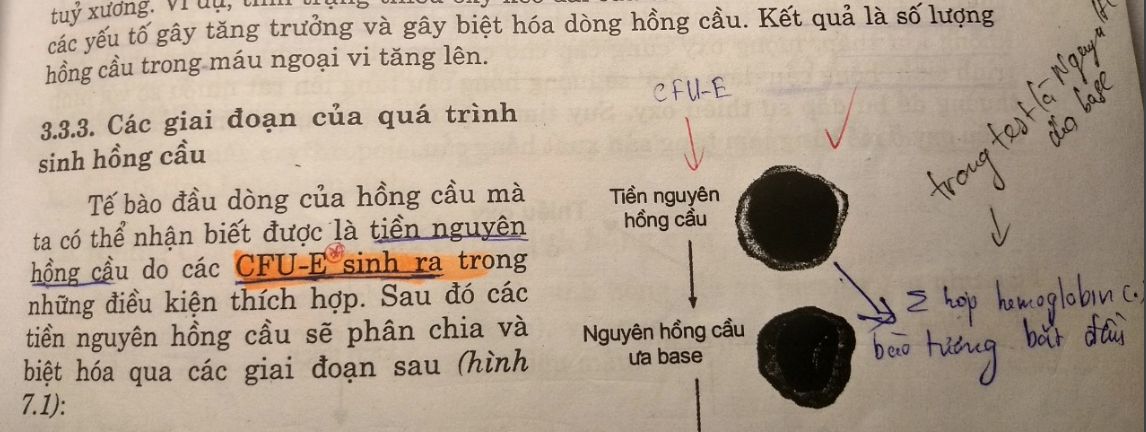 tuỷ xương. Ví dụ,
các yếu tố gây tăng trưởng và gây biệt hóa dòng hồng cầu. Kết quả là số lượng
hồng cầu trong máu ngoại vi tăng lên.
3.3.3. Các giai đoạn của quá trình
sinh hồng cầu
Tế bào đầu dòng của hồng cầu mà
ta có thể nhận biết được là tiền nguyên
hồng cầu do các CFU-E sinh ra trong
những điều kiện thích hợp. Sau đó các
tiền nguyên hồng cầu sẽ phân chia và
biệt hóa qua các giai đoạn sau (hình
7.1):
CFU-E
Tiền nguyên
hồng cầu
Nguyên hồng cầu
ưa base
trong test là Nguyên
đa base
Σ hợp hemoglobin
bào tương bắt đầu